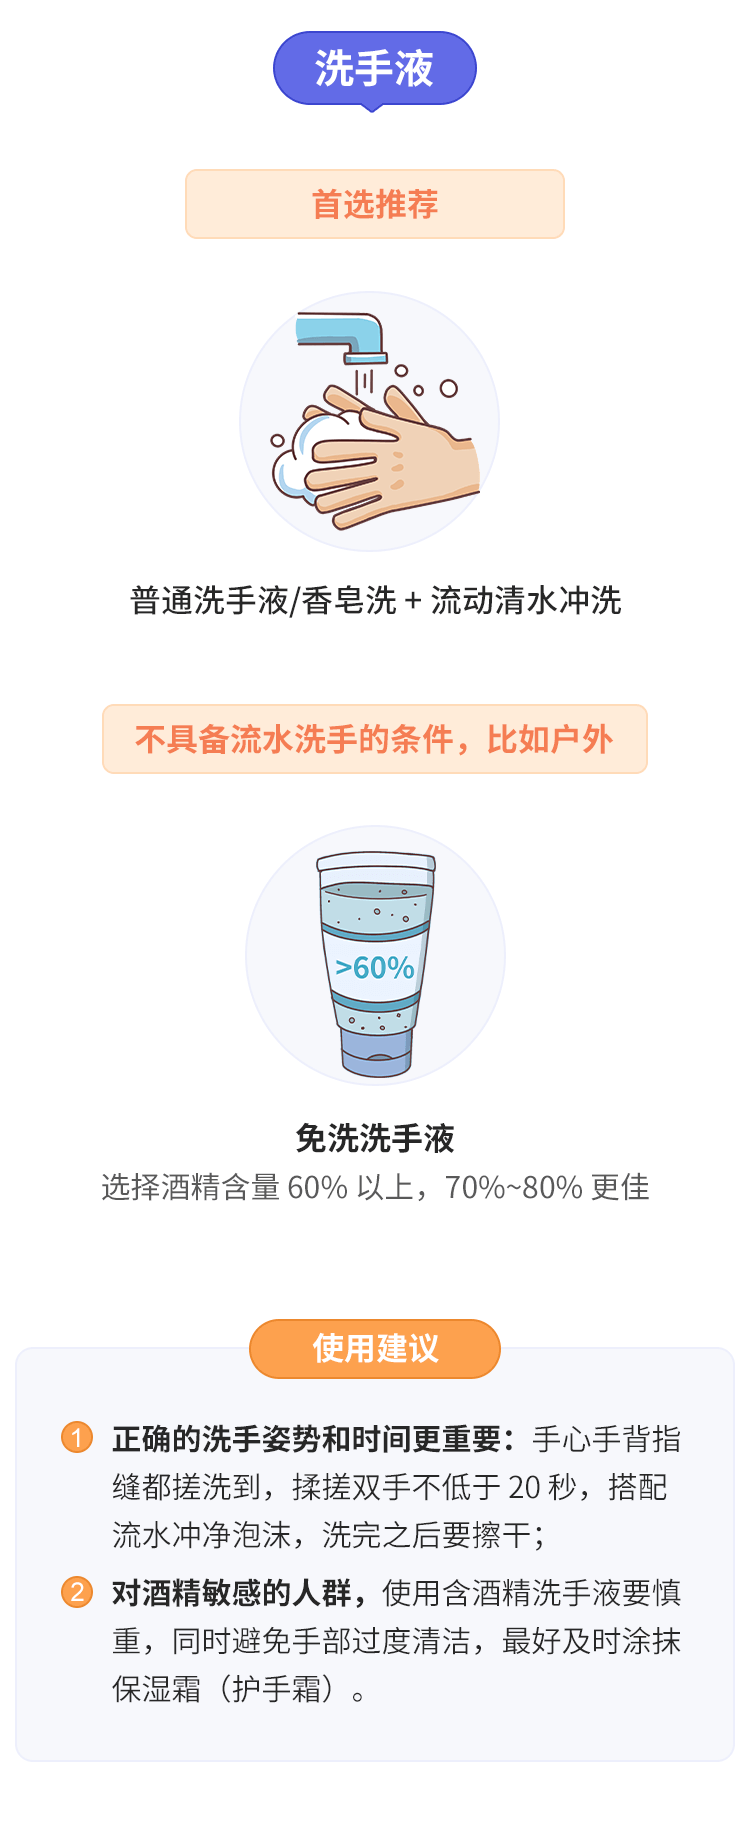 洗手液
首选推荐
普通洗手液/香皂洗 + 流动清水冲洗
不具备流水洗手的条件，比如户外
>60%
免洗洗手液
选择酒精含量 60% 以上，70%~80% 更佳
使用建议
1 正确的洗手姿势和时间更重要：手心手背指
缝都搓洗到，揉搓双手不低于 20 秒，搭配
流水冲净泡沫，洗完之后要擦干；
2 对酒精敏感的人群，使用含酒精洗手液要慎
重，同时避免手部过度清洁，最好及时涂抹
保湿霜（护手霜）。